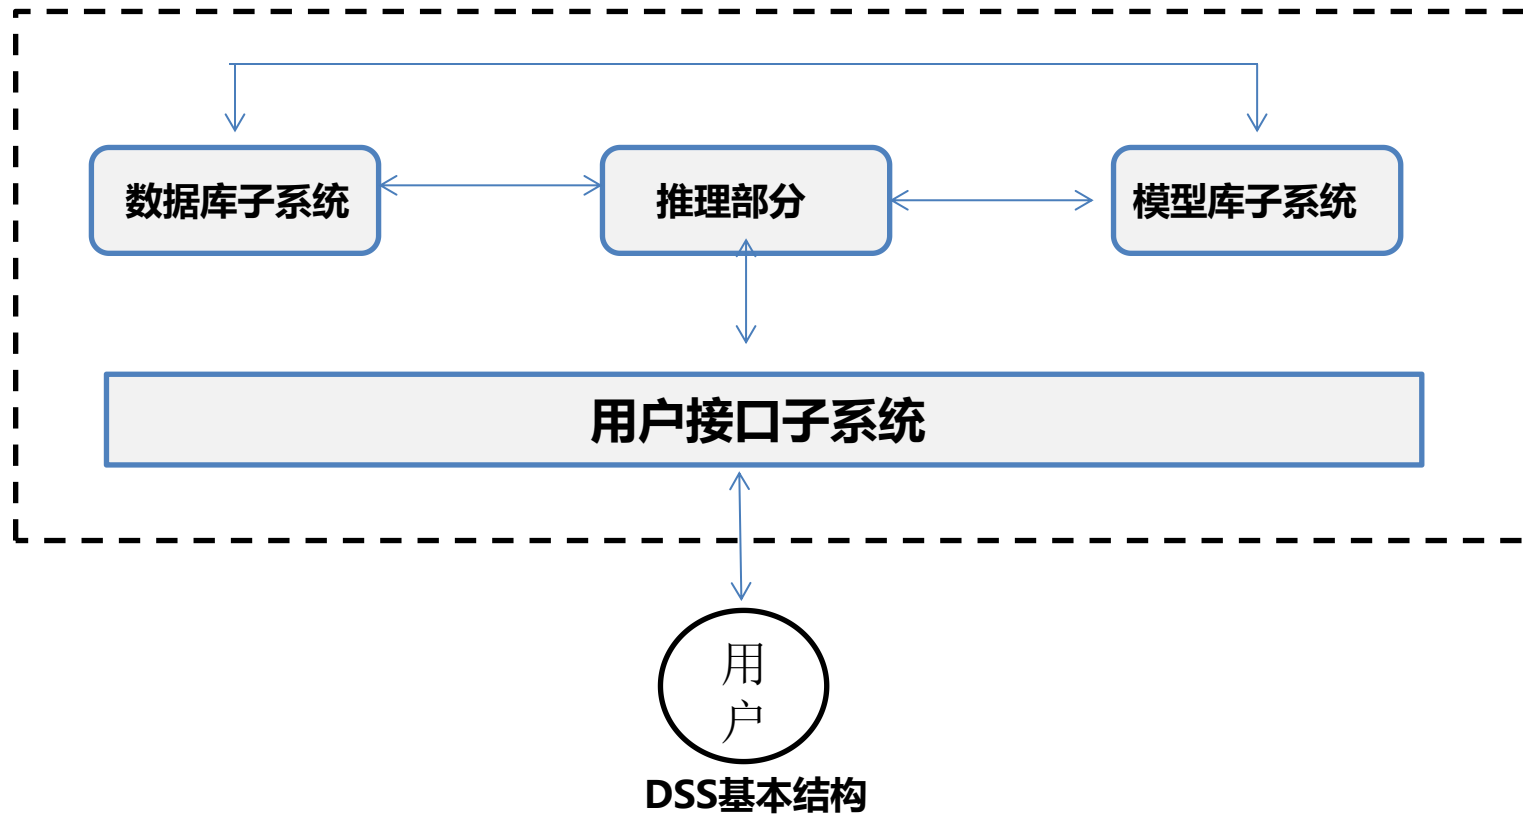 数据库子系统
推理部分
模型库子系统
用户接口子系统
用
户
DSS基本结构